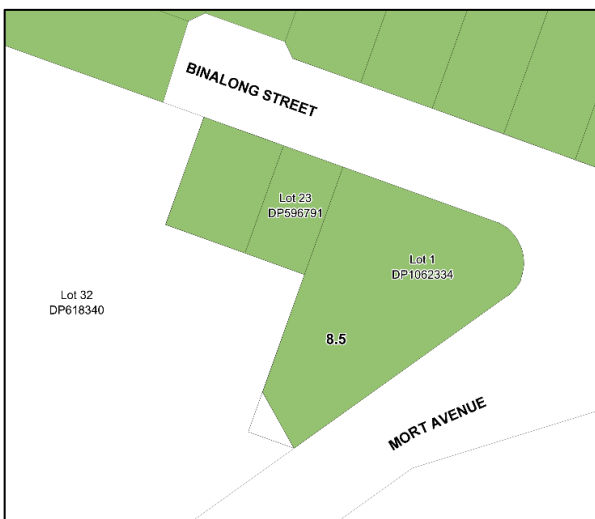 BINALONG STREET
Lot 23
DP596791
Lot 1
DP1062334
Lot 32
DP618340
8.5
MORT AVENUE